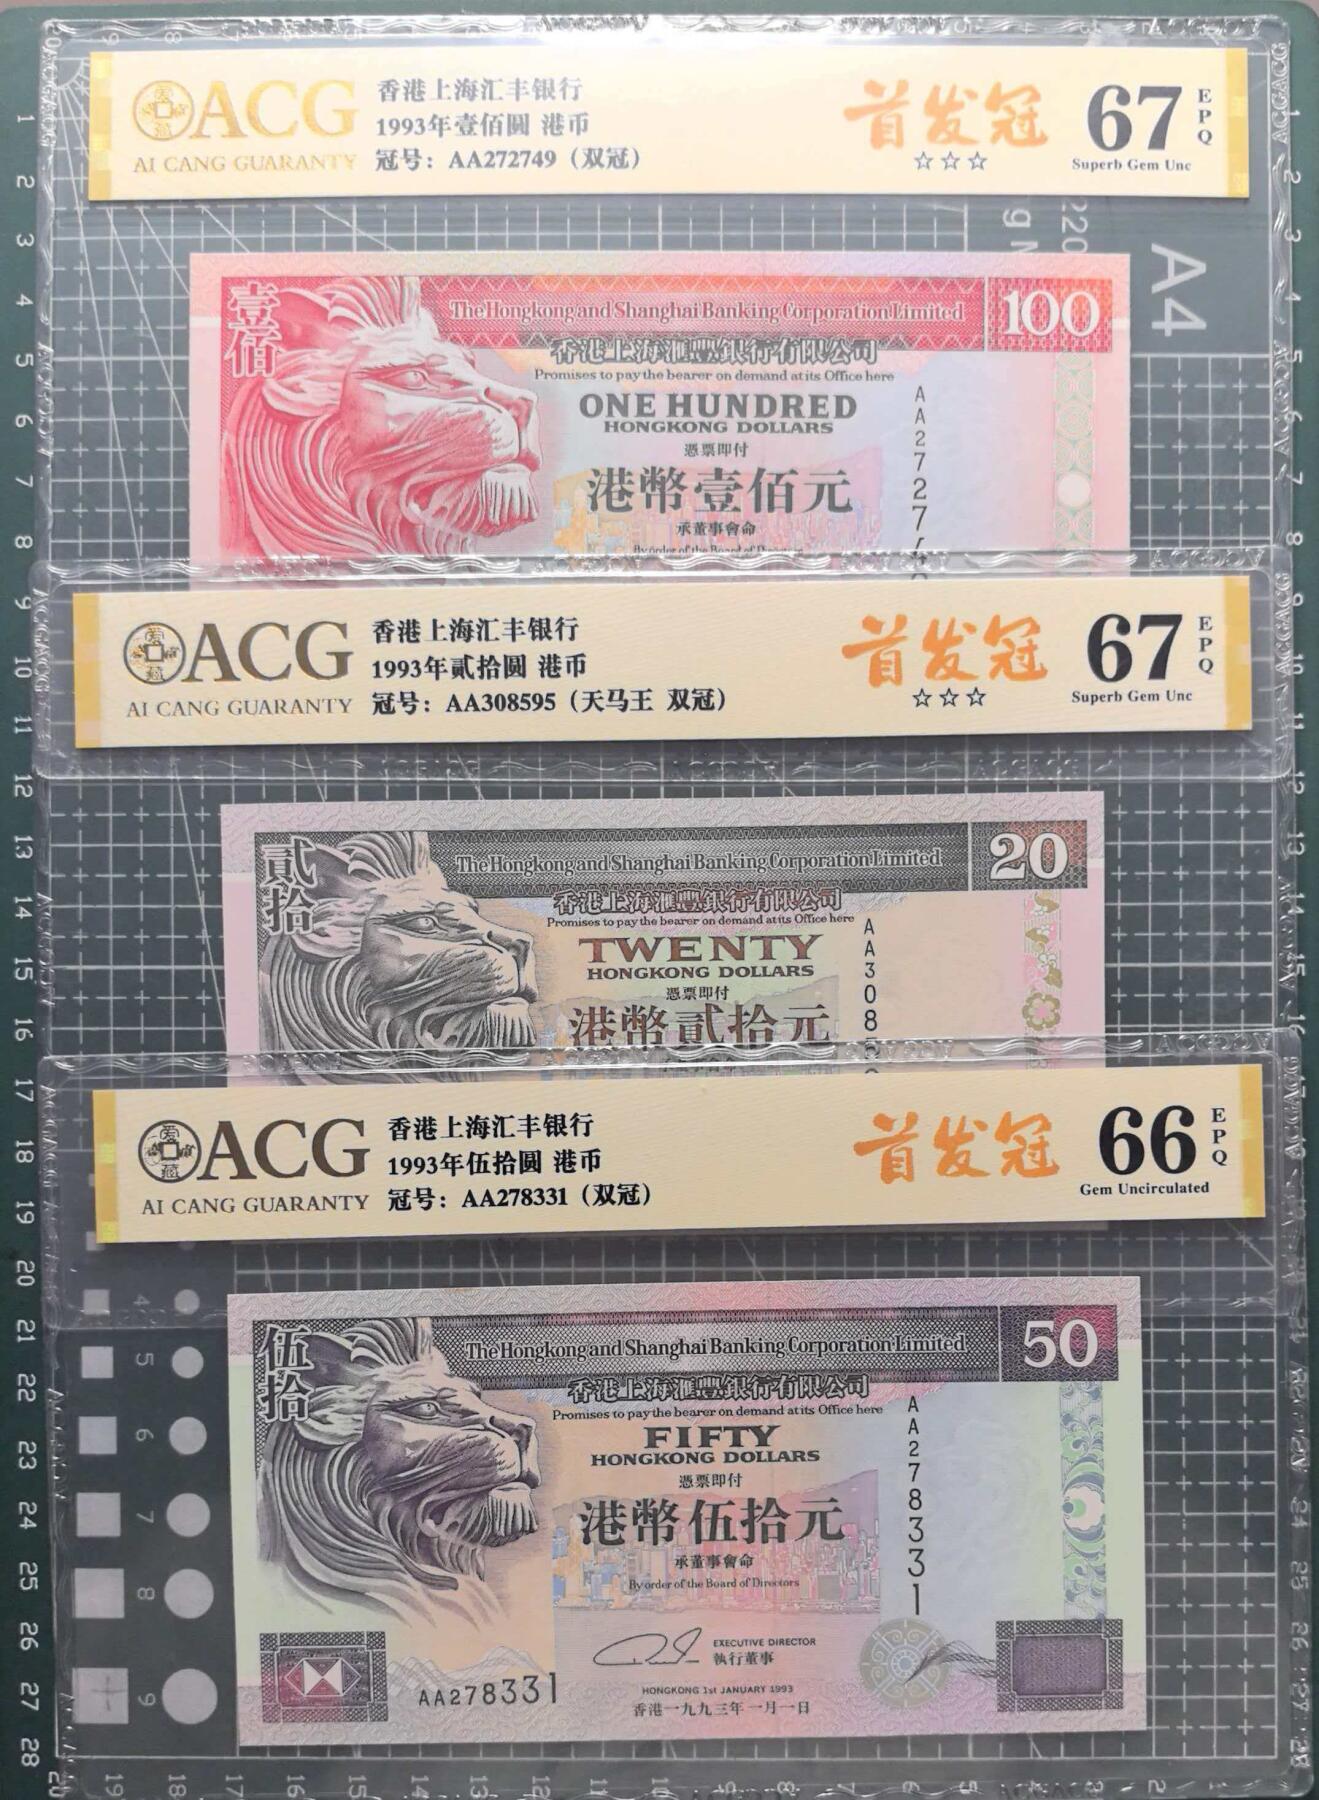 ACG
AI CANG GUARANTY
香港上海汇丰银行
1993年壹佰圆 港币
冠号：AA272749（双冠）
首发冠
☆☆☆
67
EPQ
Superb Gem Unc
A4
壹佰
The Hongkong and Shanghai Banking Corporation Limited
100
香港上海滙豐銀行有限公司
Promises to pay the bearer on demand at its Office here
ONE HUNDRED
HONGKONG DOLLARS
憑票即付
港幣壹佰元
承董事會命
By order of the Board of Directors
AA2727
ACG
AI CANG GUARANTY
香港上海汇丰银行
1993年贰拾圆 港币
冠号：AA308595（天马王 双冠）
首发冠
☆☆☆
67
EPQ
Superb Gem Unc
貳拾
The Hongkong and Shanghai Banking Corporation Limited
20
香港上海滙豐銀行有限公司
Promises to pay the bearer on demand at its Office here
TWENTY
HONGKONG DOLLARS
憑票即付
港幣貳拾元
AA308
ACG
AI CANG GUARANTY
香港上海汇丰银行
1993年伍拾圆 港币
冠号：AA278331（双冠）
首发冠
66
EPQ
Gem Uncirculated
伍拾
The Hongkong and Shanghai Banking Corporation Limited
50
香港上海滙豐銀行有限公司
Promises to pay the bearer on demand at its Office here
FIFTY
HONGKONG DOLLARS
憑票即付
港幣伍拾元
承董事會命
By order of the Board of Directors
AA278331
EXECUTIVE DIRECTOR
執行董事
HONGKONG 1st JANUARY 1993
香港一九九三年一月一日
AA278331